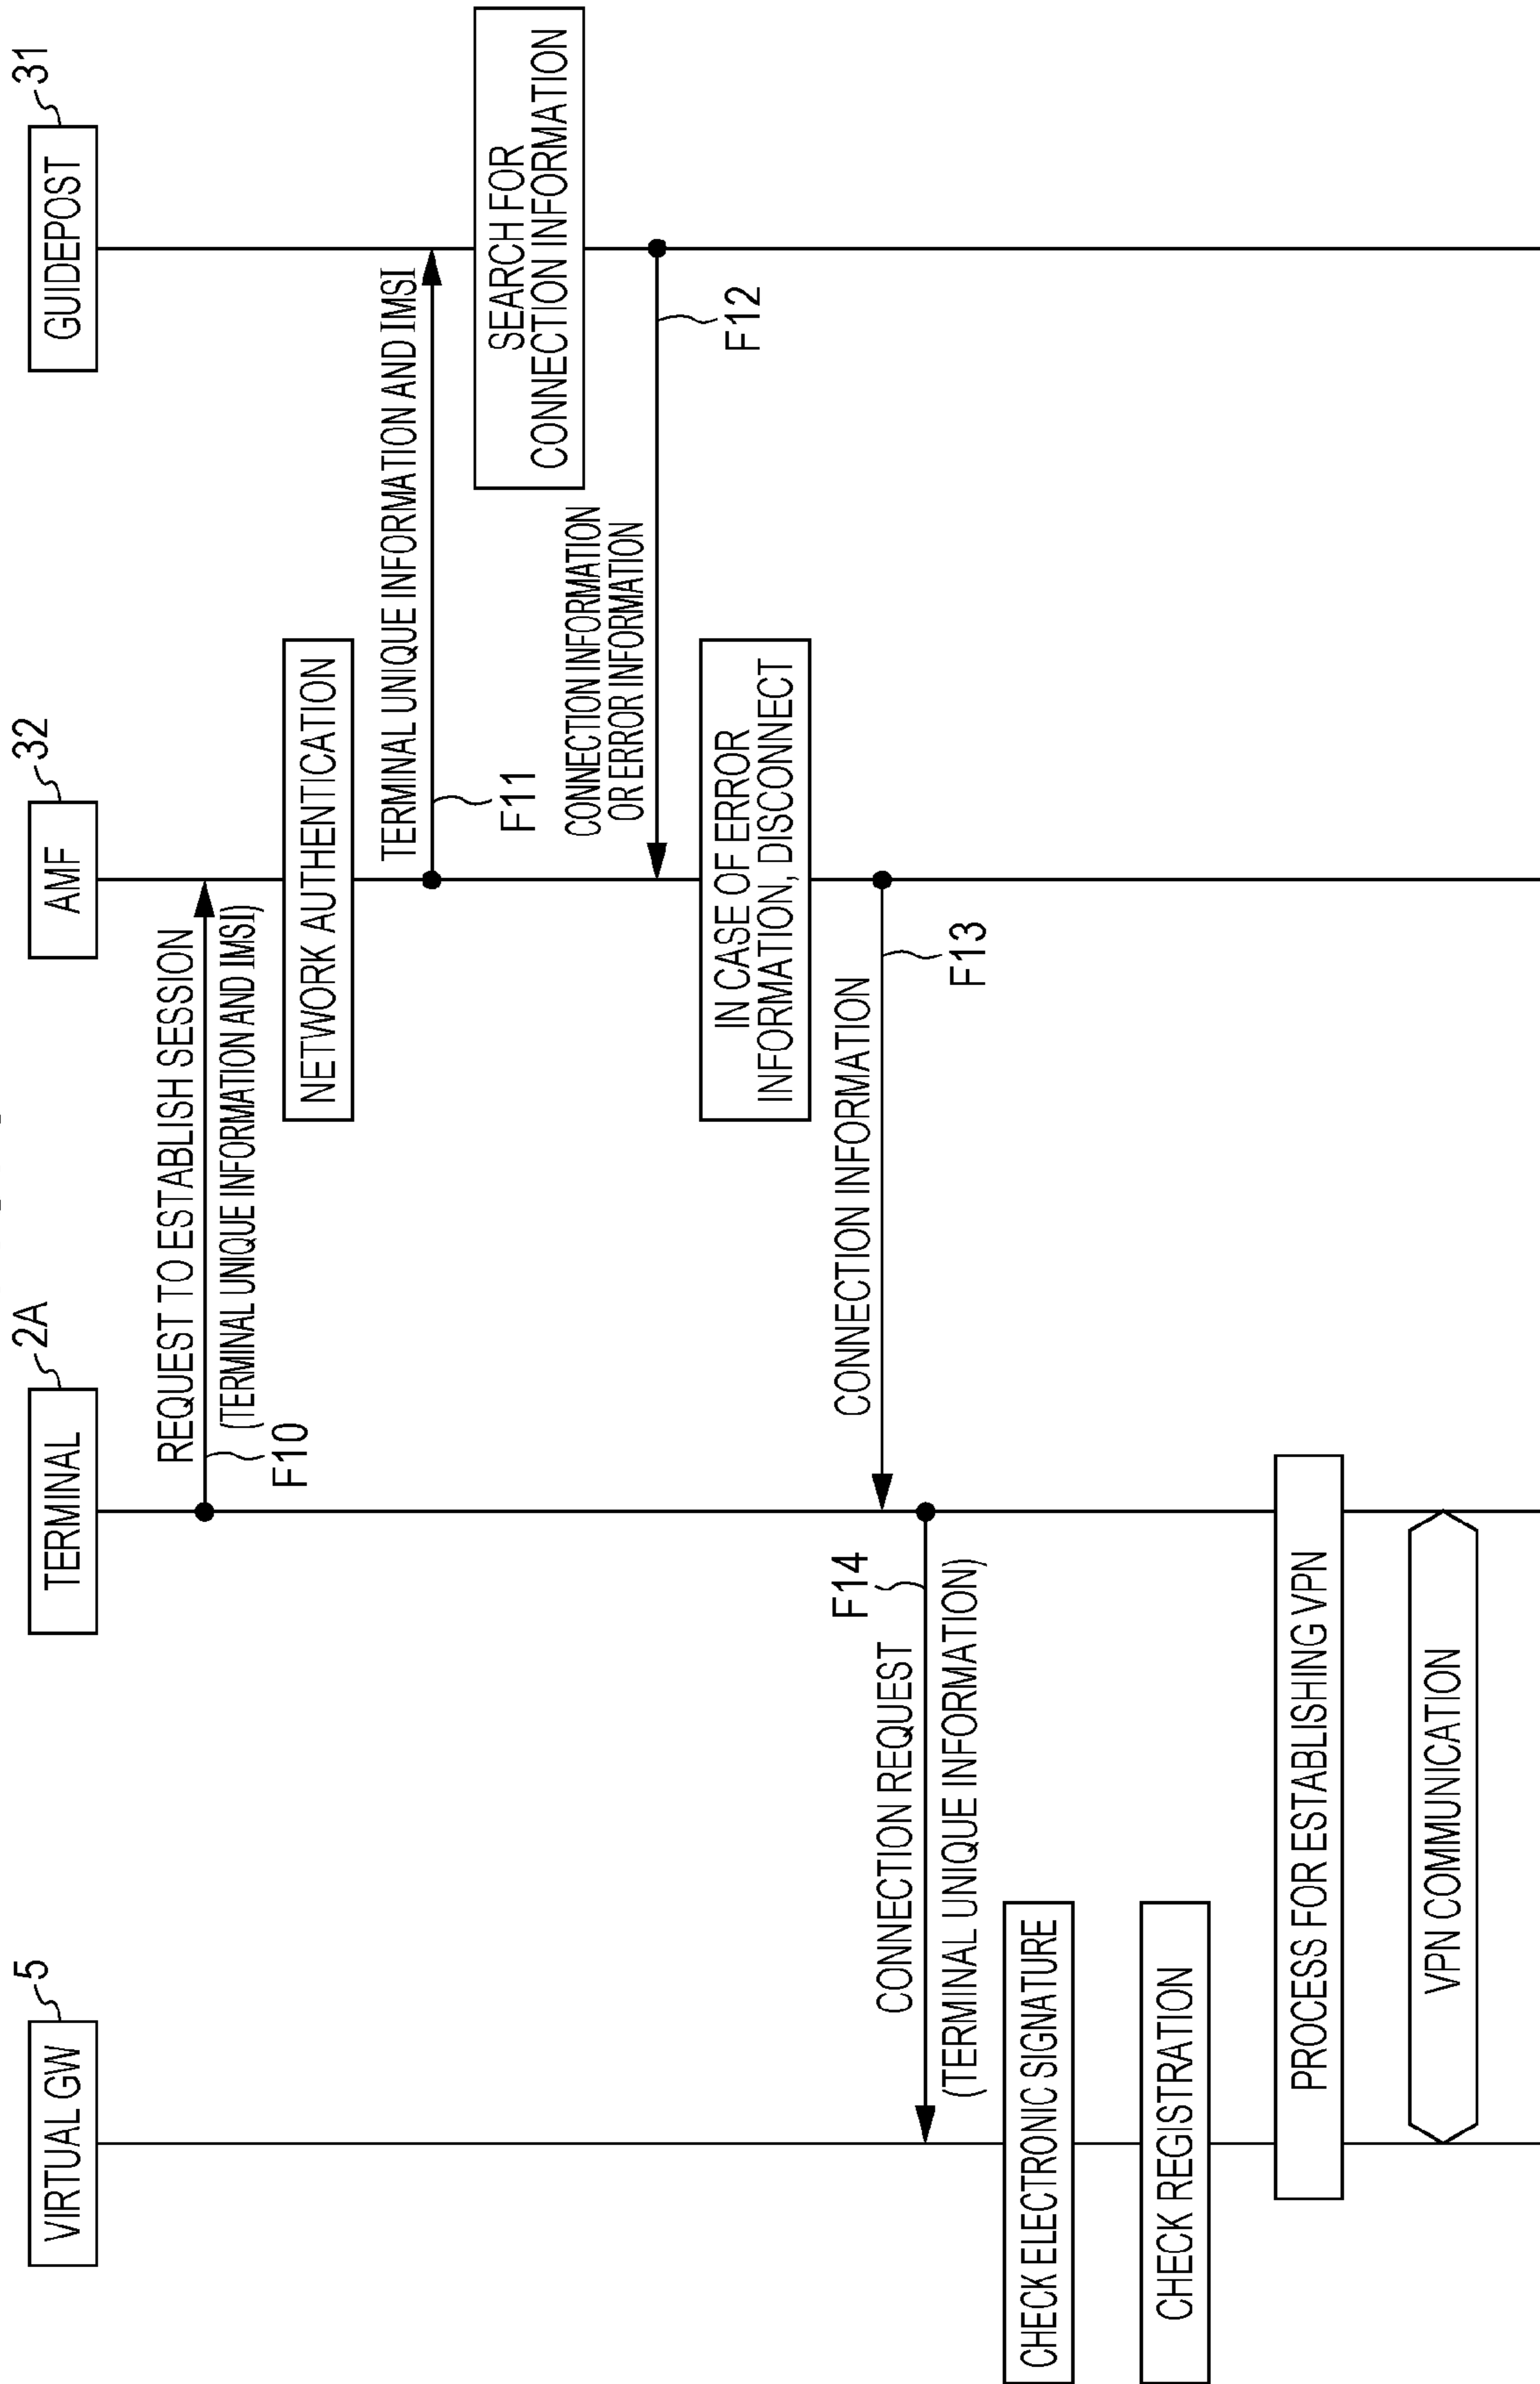 VIRTUAL GW
5
TERMINAL
2A
AMF
32
GUIDEPOST
31
REQUEST TO ESTABLISH SESSION
(TERMINAL UNIQUE INFORMATION AND IMSI)
F10
NETWORK AUTHENTICATION
TERMINAL UNIQUE INFORMATION AND IMSI
F11
SEARCH FOR
CONNECTION INFORMATION
CONNECTION INFORMATION
OR ERROR INFORMATION
F12
IN CASE OF ERROR
INFORMATION, DISCONNECT
CONNECTION INFORMATION
F13
F14
CONNECTION REQUEST
(TERMINAL UNIQUE INFORMATION)
CHECK ELECTRONIC SIGNATURE
CHECK REGISTRATION
PROCESS FOR ESTABLISHING VPN
VPN COMMUNICATION